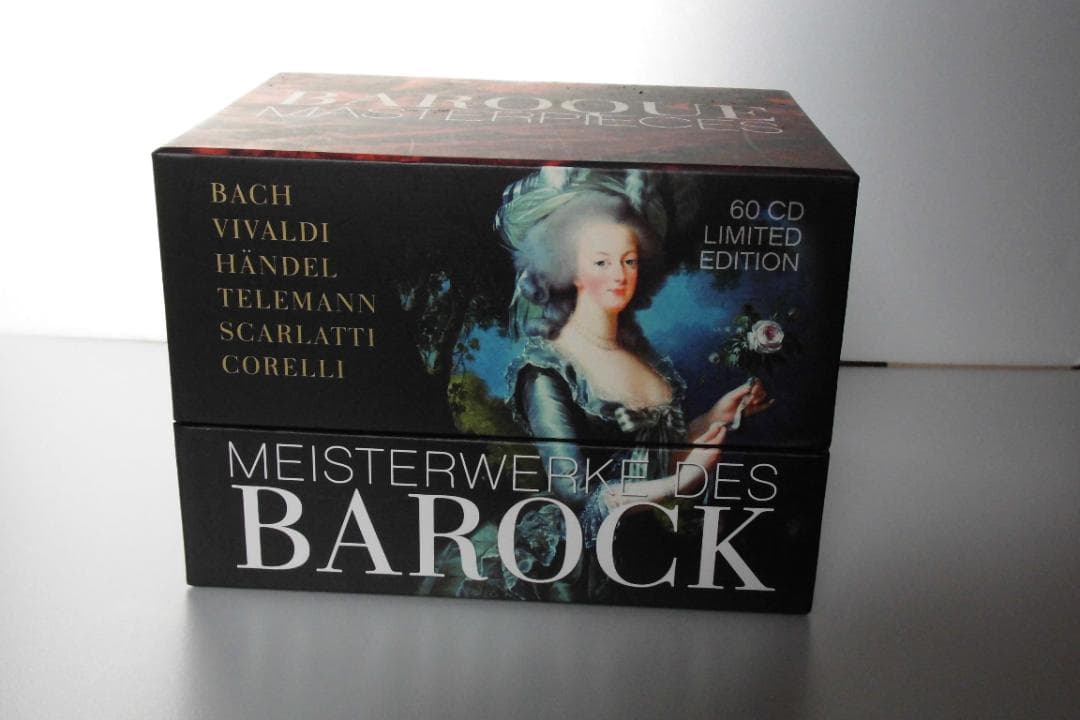 BAROQUE
MASTERPIECES
BACH
VIVALDI
HÄNDEL
TELEMANN
SCARLATTI
CORELLI
60 CD
LIMITED
EDITION
MEISTERWERKE DES
BAROCK